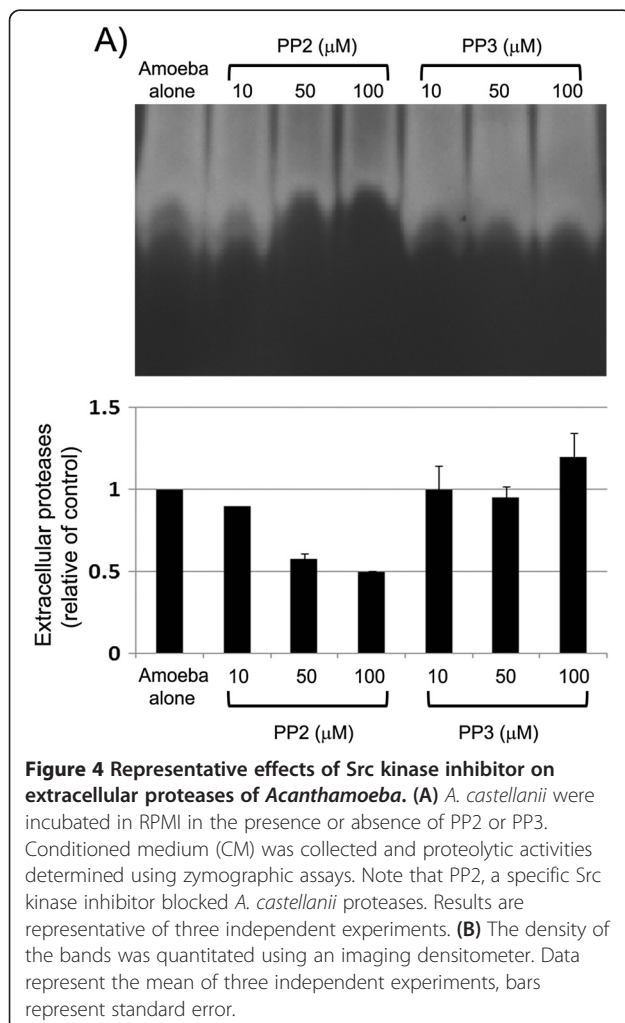 A)
PP2 (μM) PP3 (μM)
Amoeba
alone 10 50 100 10 50 100
1.5
1
0.5
0
Extracellular proteases
(relative of control)
Amoeba
alone 10 50 100 10 50 100
PP2 (μM) PP3 (μM)
Figure 4 Representative effects of Src kinase inhibitor on
extracellular proteases of Acanthamoeba. (A) A. castellanii were
incubated in RPMI in the presence or absence of PP2 or PP3.
Conditioned medium (CM) was collected and proteolytic activities
determined using zymographic assays. Note that PP2, a specific Src
kinase inhibitor blocked A. castellanii proteases. Results are
representative of three independent experiments. (B) The density of
the bands was quantitated using an imaging densitometer. Data
represent the mean of three independent experiments, bars
represent standard error.